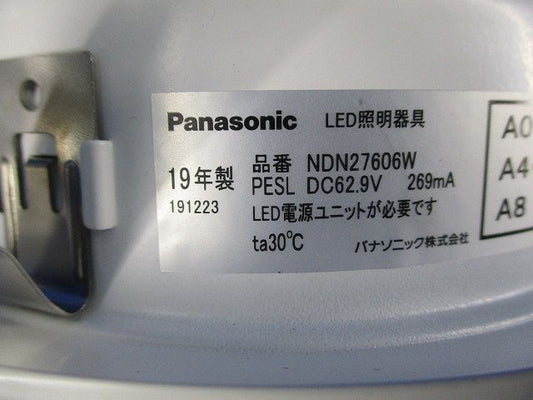 Panasonic LED照明器具
19年製 品番 NDN27606W
PESL DC62.9V 269mA
191223 LED電源ユニットが必要です
ta30℃ パナソニック株式会社
A0
A4
A8